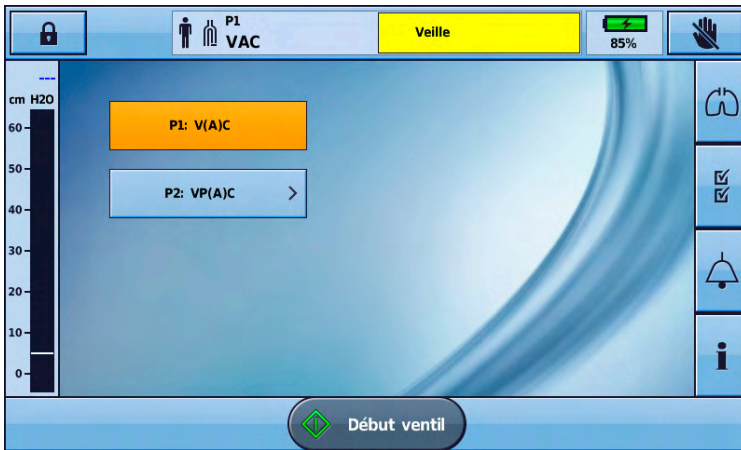 P1
VAC
Veille
85%
---
cm H2O
60
50
40
30
20
10
0
P1: V(A)C
P2: VP(A)C
Début ventil